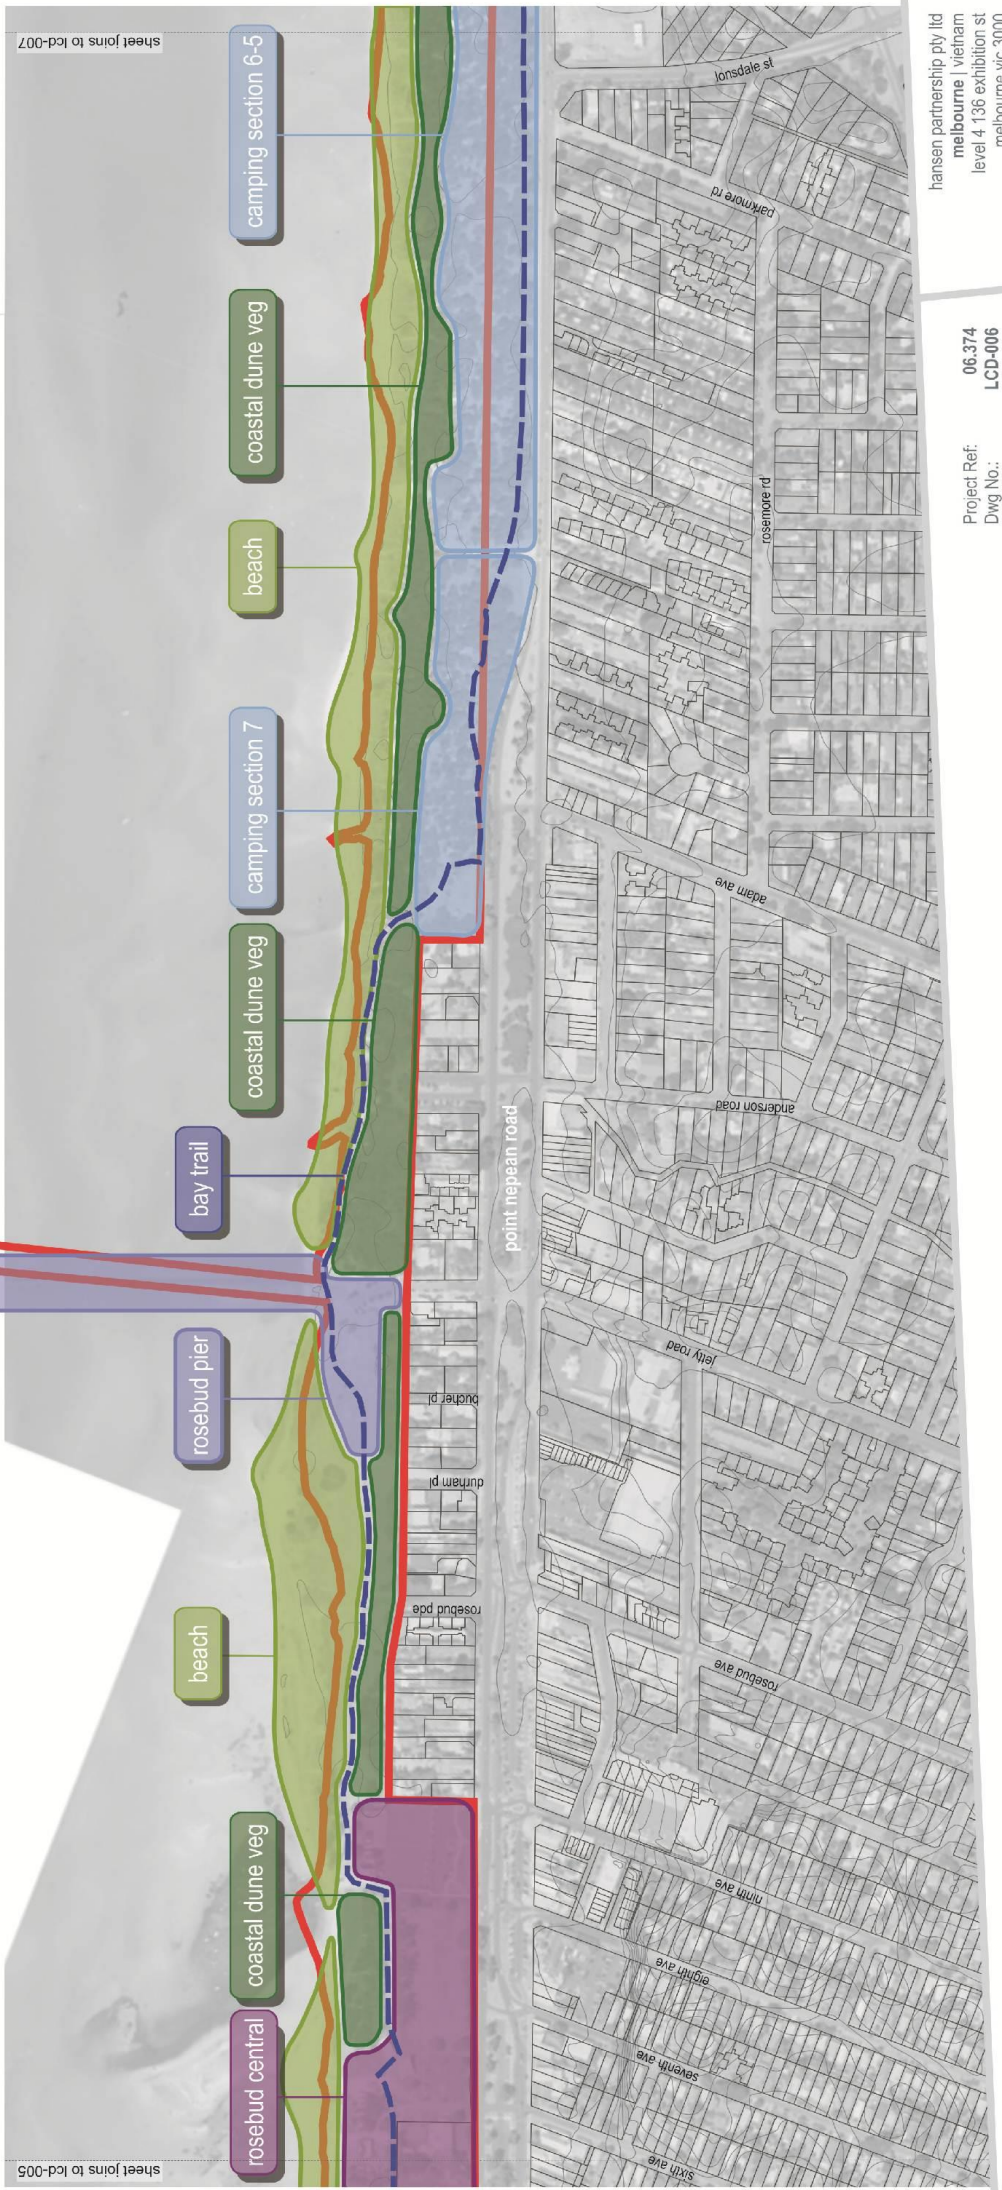 sheet joins to lcd-005
sheet joins to lcd-007
rosebud central
coastal dune veg
beach
rosebud pier
bay trail
coastal dune veg
camping section 7
beach
coastal dune veg
camping section 6-5
point nepean road
rosebud pde
durham pl
bucher pl
sixth ave
seventh ave
eighth ave
ninth ave
rosebud ave
jetty road
anderson road
adam ave
rosemore rd
parkmore rd
lonsdale st
Project Ref: 06.374
Dwg No.: LCD-006
hansen partnership pty ltd
melbourne | vietnam
level 4 136 exhibition st
melbourne vic 3000